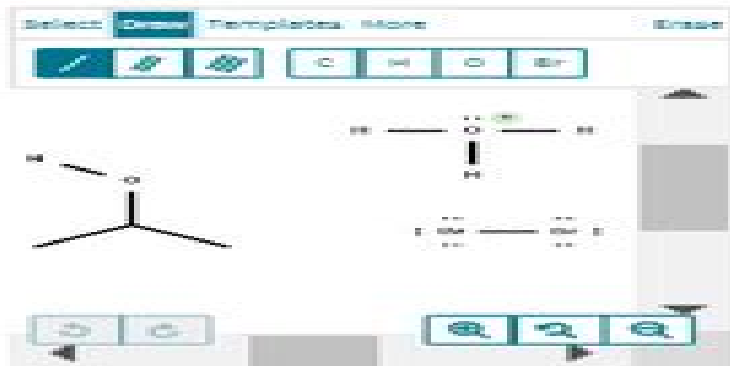 Select Draw Templates More Erase
C H O Br
H O H
H
H
O
Br Br